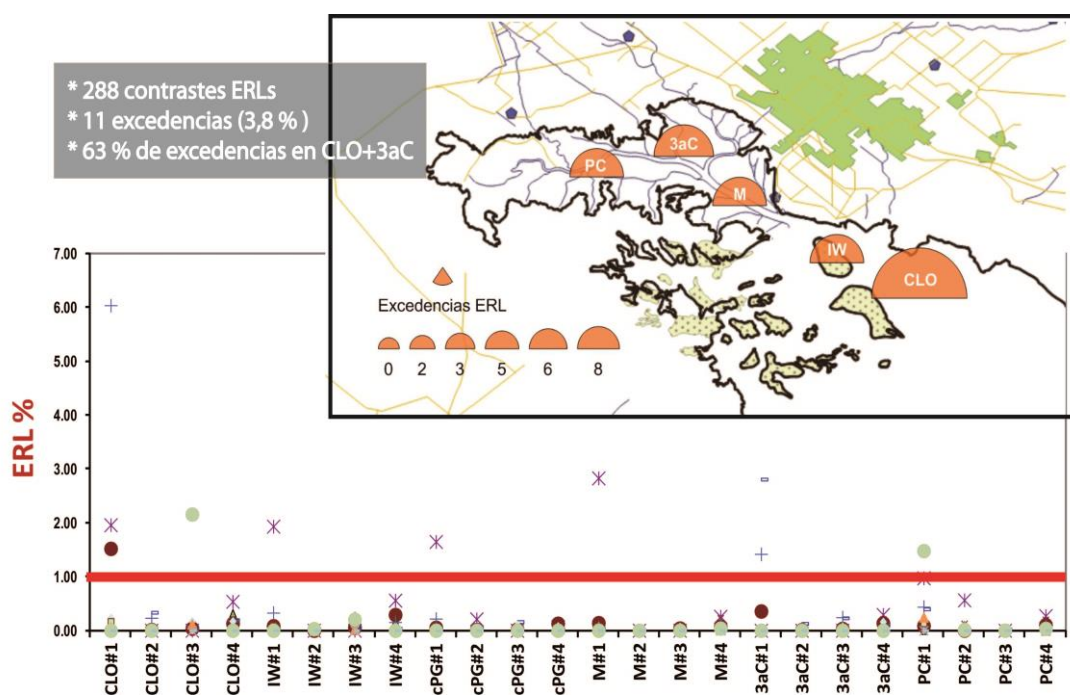 * 288 contrastes ERLs
* 11 excedencias (3,8 % )
* 63 % de excedencias en CLO+3aC
3aC
PC
M
IW
CLO
Excedencias ERL
0 2 3 5 6 8
ERL %
7.00
6.00
5.00
4.00
3.00
2.00
1.00
0.00
CLO#1 CLO#2 CLO#3 CLO#4 IW#1 IW#2 IW#3 IW#4 cPG#1 cPG#2 cPG#3 cPG#4 M#1 M#2 M#3 M#4 3aC#1 3aC#2 3aC#3 3aC#4 PC#1 PC#2 PC#3 PC#4